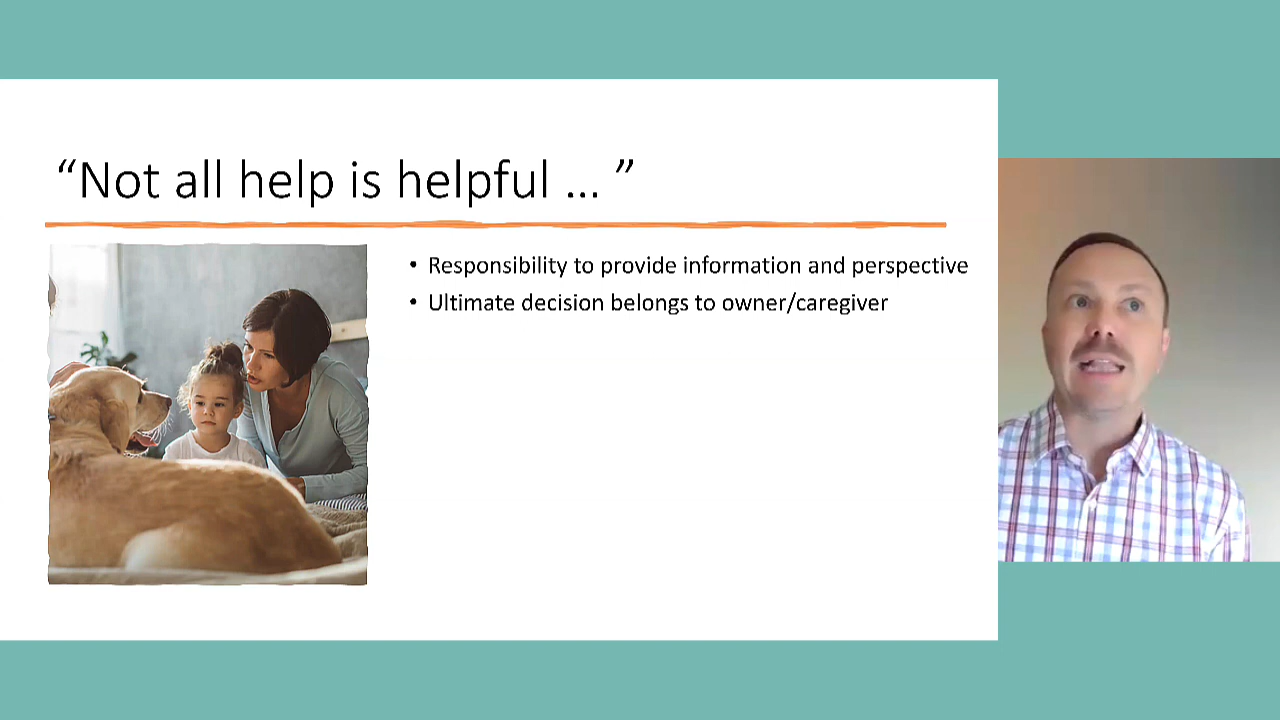 “Not all help is helpful … ”
• Responsibility to provide information and perspective
• Ultimate decision belongs to owner/caregiver